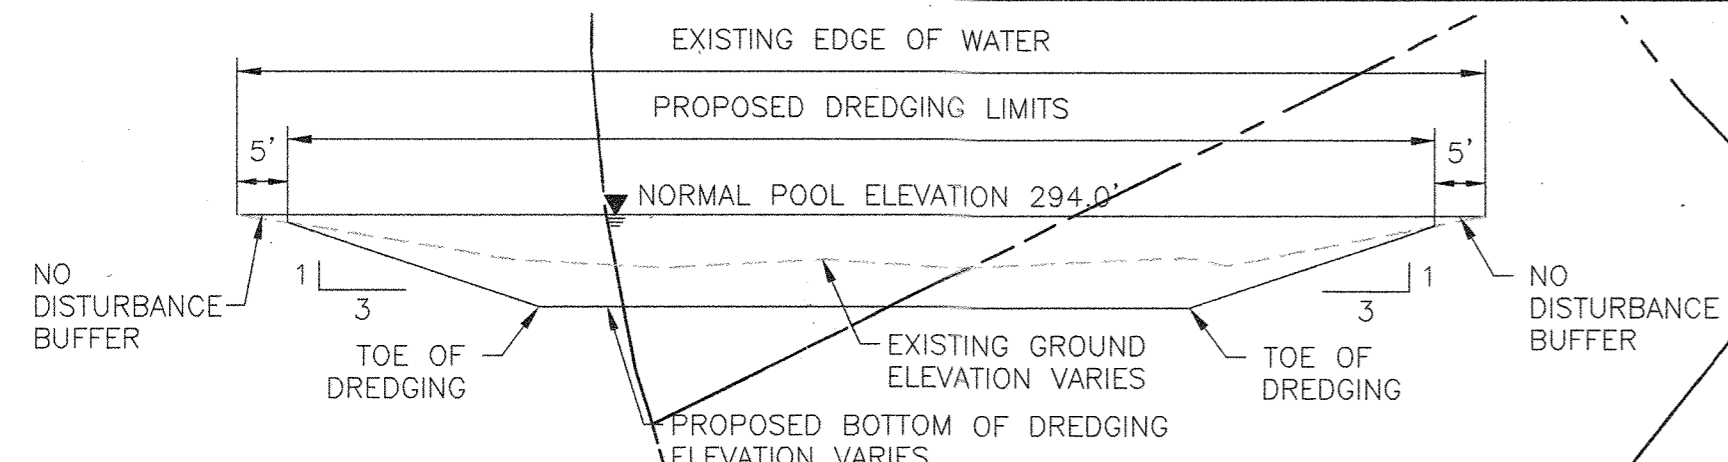 EXISTING EDGE OF WATER
PROPOSED DREDGING LIMITS
5'
5'
NORMAL POOL ELEVATION 294.0'
NO
DISTURBANCE
BUFFER
1
3
1
3
NO
DISTURBANCE
BUFFER
TOE OF
DREDGING
EXISTING GROUND
ELEVATION VARIES
TOE OF
DREDGING
PROPOSED BOTTOM OF DREDGING
ELEVATION VARIES